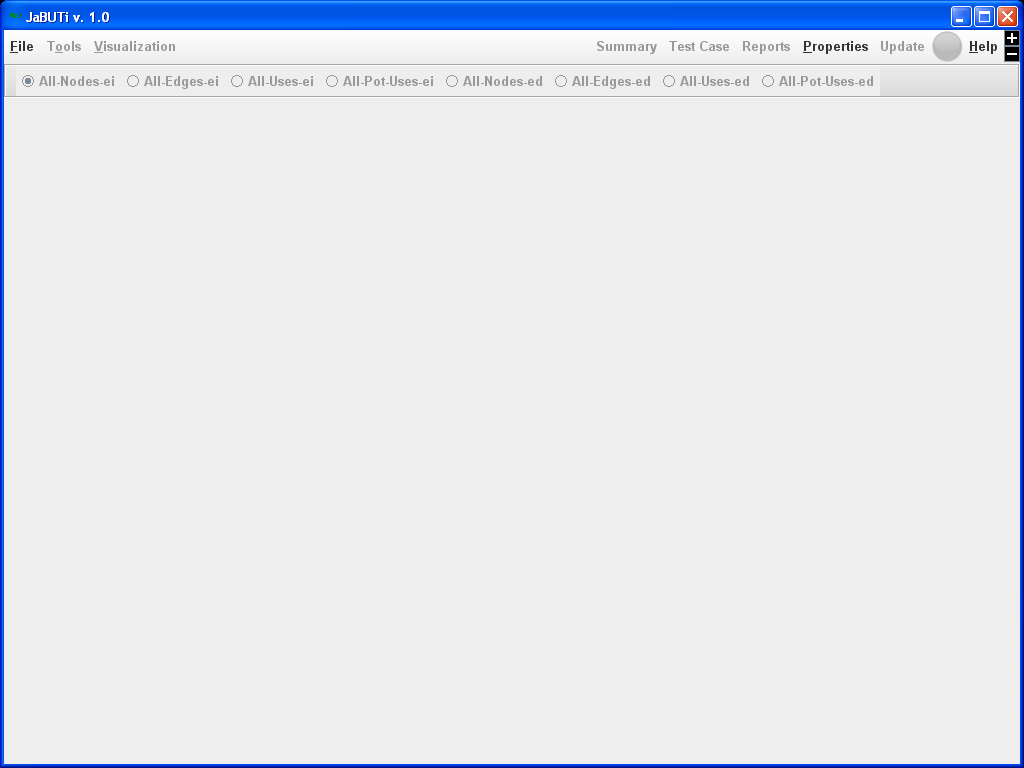 JaBUTi v. 1.0
File Tools Visualization Summary Test Case Reports Properties Update Help
All-Nodes-ei All-Edges-ei All-Uses-ei All-Pot-Uses-ei All-Nodes-ed All-Edges-ed All-Uses-ed All-Pot-Uses-ed